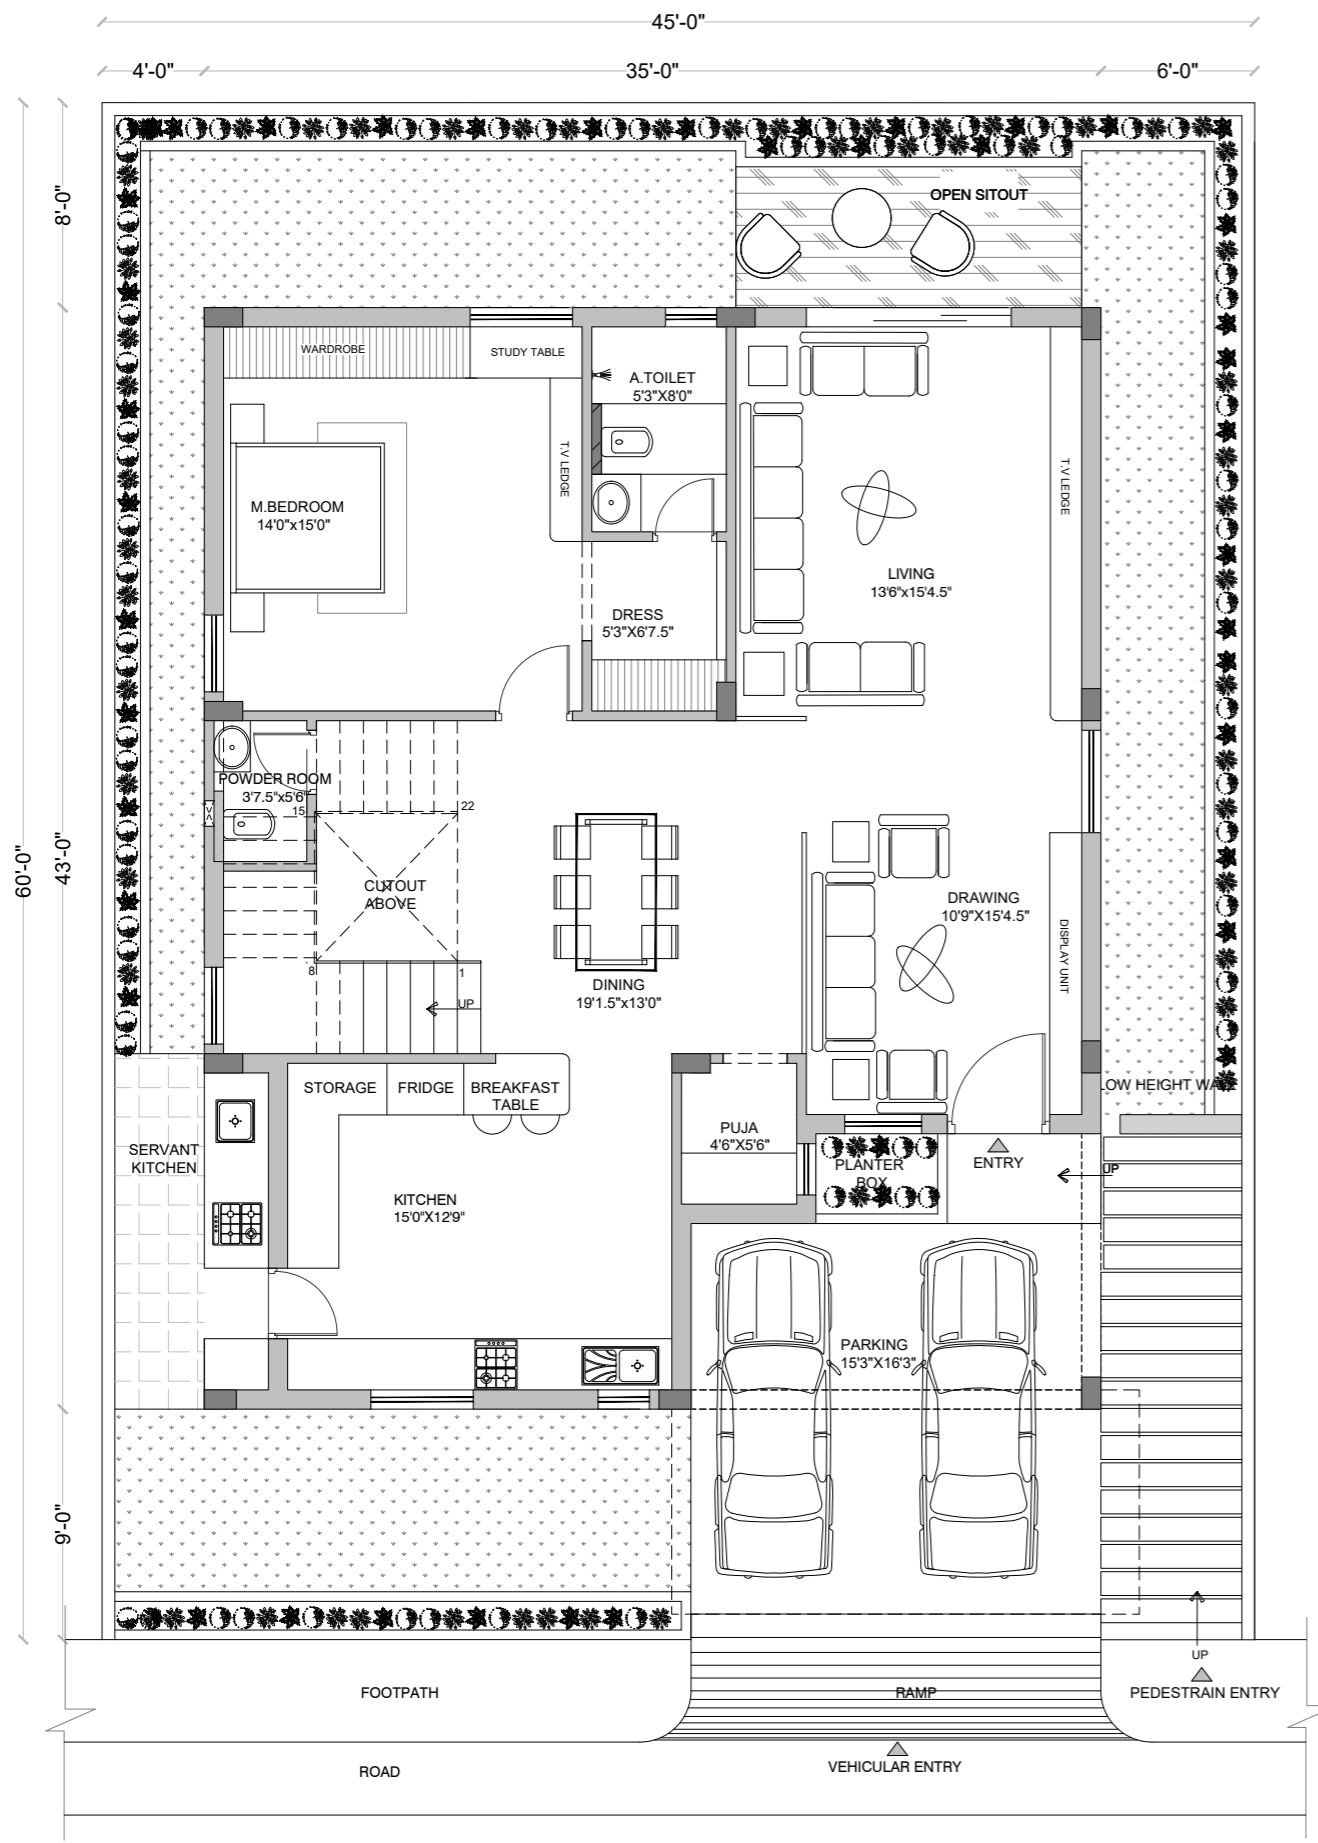 45'-0"
4'-0"
35'-0"
6'-0"
8'-0"
OPEN SITOUT
WARDROBE
STUDY TABLE
A.TOILET
5'3"X8'0"
T.V LEDGE
T.V LEDGE
M.BEDROOM
14'0"x15'0"
LIVING
13'6"x15'4.5"
DRESS
5'3"X6'7.5"
POWDER ROOM
3'7.5"x5'6"
15
22
60'-0"
43'-0"
CUTOUT
ABOVE
DRAWING
10'9"X15'4.5"
DISPLAY UNIT
8
1
UP
DINING
19'1.5"x13'0"
LOW HEIGHT WALL
STORAGE
FRIDGE
BREAKFAST
TABLE
SERVANT
KITCHEN
PUJA
4'6"X5'6"
PLANTER
BOX
ENTRY
UP
KITCHEN
15'0"X12'9"
PARKING
15'3"X16'3"
9'-0"
UP
FOOTPATH
RAMP
PEDESTRAIN ENTRY
ROAD
VEHICULAR ENTRY